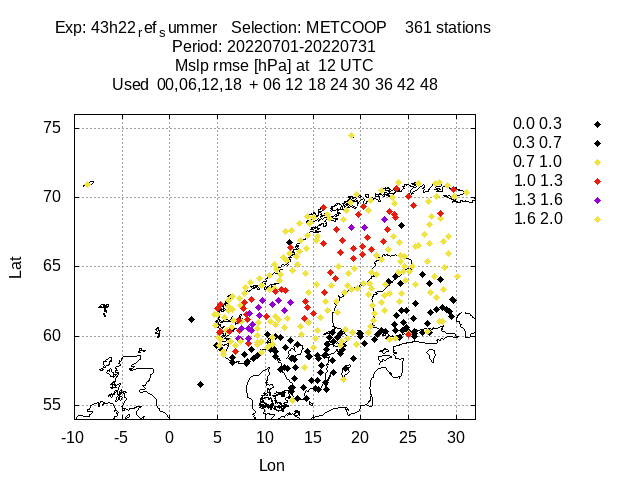 Exp: 43h22refsummer Selection: METCOOP 361 stations
Period: 20220701-20220731
Mslp rmse [hPa] at 12 UTC
Used 00,06,12,18 + 06 12 18 24 30 36 42 48
75
70
65
60
55
Lat
-10 -5 0 5 10 15 20 25 30
Lon
0.0 0.3
0.3 0.7
0.7 1.0
1.0 1.3
1.3 1.6
1.6 2.0